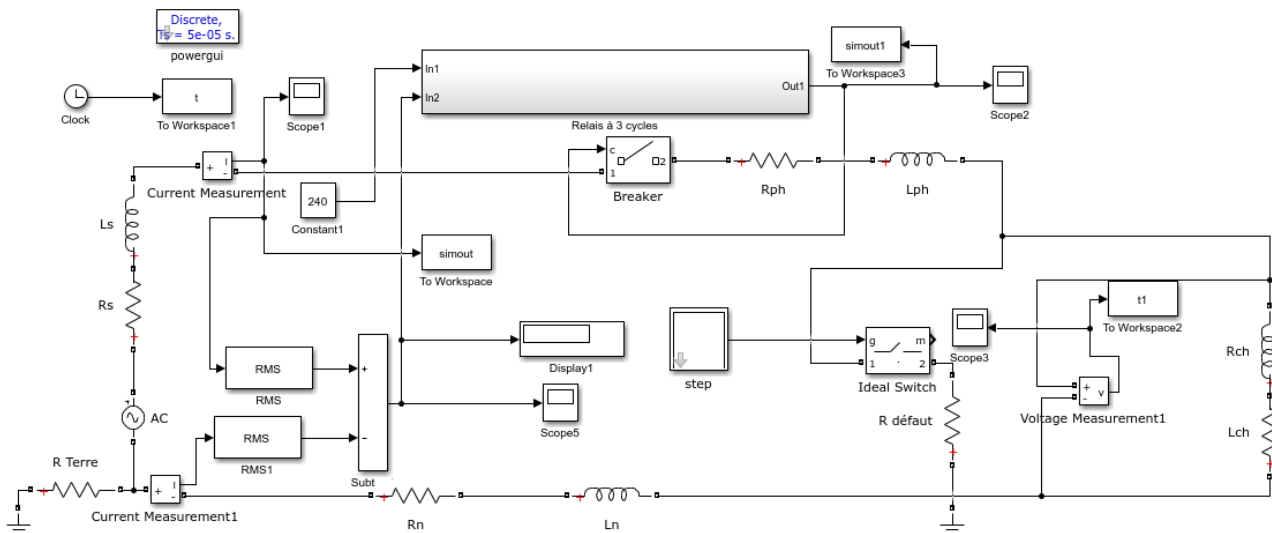 Discrete,
Ts = 5e-05 s.
powergui
Clock
t
To Workspace1
Scope1
In1
In2
Out1
Relais à 3 cycles
simout1
To Workspace3
Scope2
+
-
I
Current Measurement
240
Constant1
c
1
2
Breaker
+
Rph
+
Lph
Ls
+
Rs
+
simout
To Workspace
RMS
RMS
RMS1
RMS
+
−
Subt
Display1
Scope5
step
g
m
1
2
Ideal Switch
Scope3
t1
To Workspace2
+
-
v
Voltage Measurement1
R défaut
+
Rch
+
Lch
+
+
AC
R Terre
+
+
-
I
Current Measurement1
+
Rn
+
Ln